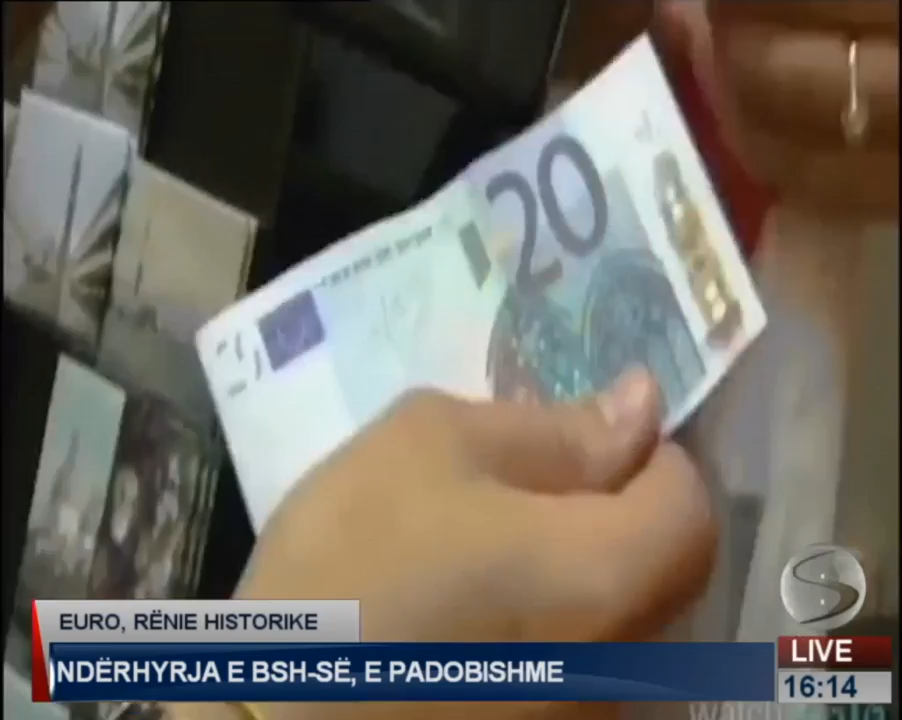 20
EURO, RËNIE HISTORIKE
NDËRHYRJA E BSH-SË, E PADOBISHME
LIVE
16:14